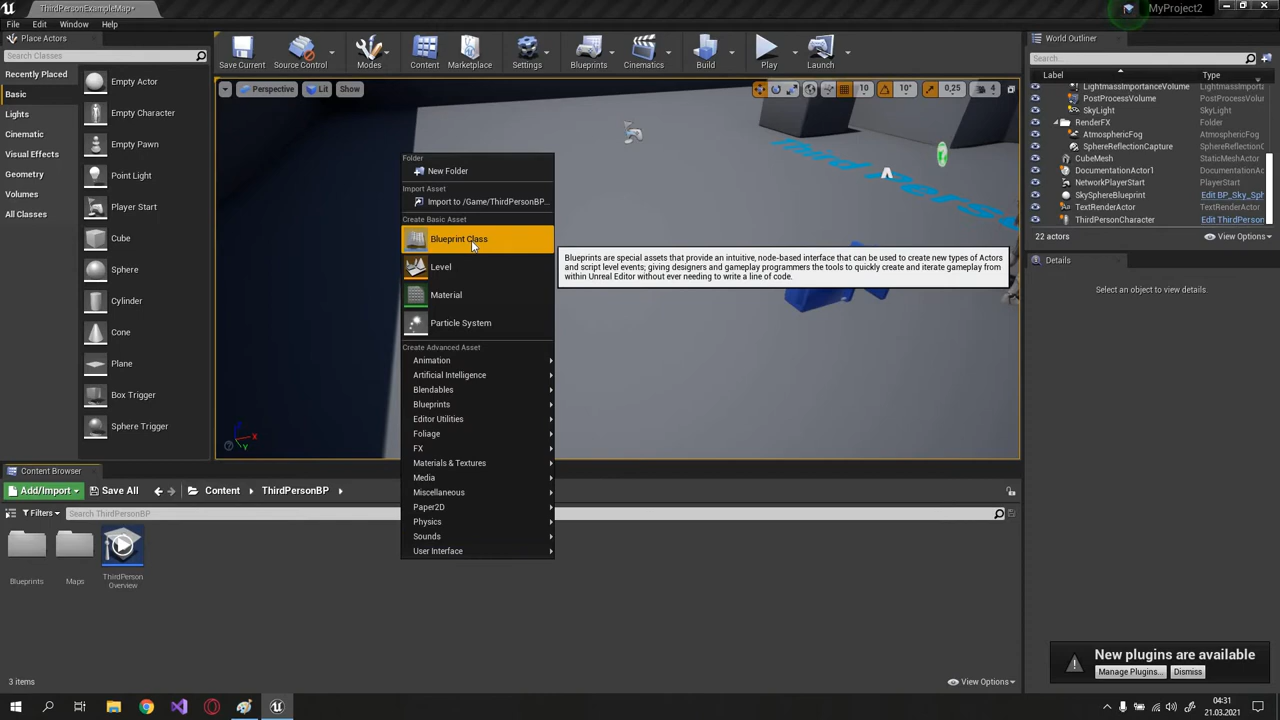 ThirdPersonExampleMap*
MyProject2
File Edit Window Help
Place Actors
Search Classes
Recently Placed
Basic
Lights
Cinematic
Visual Effects
Geometry
Volumes
All Classes
Empty Actor
Empty Character
Empty Pawn
Point Light
Player Start
Cube
Sphere
Cylinder
Cone
Plane
Box Trigger
Sphere Trigger
Save Current
Source Control
Modes
Content
Marketplace
Settings
Blueprints
Cinematics
Build
Play
Launch
Perspective
Lit
Show
10
10°
0,25
4
Third Pers
Folder
New Folder
Import Asset
Import to /Game/ThirdPersonBP...
Create Basic Asset
Blueprint Class
Level
Material
Particle System
Create Advanced Asset
Animation
Artificial Intelligence
Blendables
Blueprints
Editor Utilities
Foliage
FX
Materials & Textures
Media
Miscellaneous
Paper2D
Physics
Sounds
User Interface
Blueprints are special assets that provide an intuitive, node-based interface that can be used to create new types of Actors
and script level events; giving designers and gameplay programmers the tools to quickly create and iterate gameplay from
within Unreal Editor without ever needing to write a line of code.
World Outliner
Search...
Label Type
LightmassImportanceVolume LightmassImporta
PostProcessVolume PostProcessVolu
SkyLight SkyLight
RenderFX Folder
AtmosphericFog AtmosphericFog
SphereReflectionCapture SphereReflection
CubeMesh StaticMeshActor
DocumentationActor1 DocumentationAc
NetworkPlayerStart PlayerStart
SkySphereBlueprint Edit BP_Sky_Sph
TextRenderActor TextRenderActor
ThirdPersonCharacter Edit ThirdPerson
22 actors
View Options
Details
Select an object to view details.
Content Browser
Add/Import
Save All
Content
ThirdPersonBP
Filters
Search ThirdPersonBP
Blueprints
Maps
ThirdPerson
Overview
3 items
View Options
New plugins are available
Manage Plugins...
Dismiss
04:31
21.03.2021